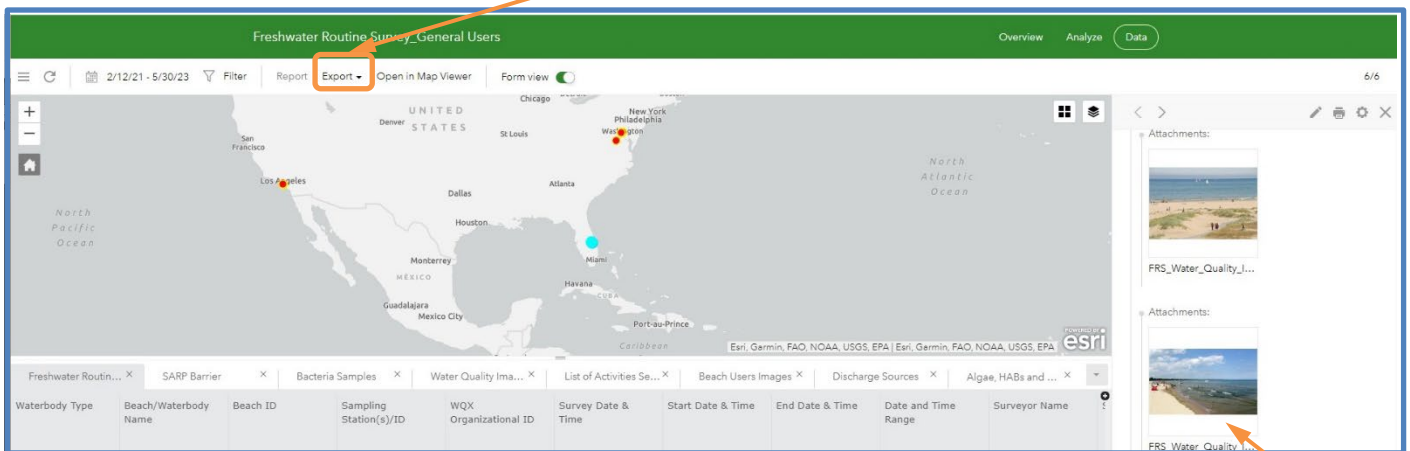 Freshwater Routine Survey_General Users
Overview Analyze Data
2/12/21 - 5/30/23 Filter Report Export Open in Map Viewer Form view 6/6
Chicago
UNITED
STATES
Denver
St Louis
New York
Philadelphia
Washington
San
Francisco
Los Angeles
Dallas
Atlanta
Houston
North
Atlantic
Ocean
North
Pacific
Ocean
Monterrey
Miami
MÉXICO
Havana
CUBA
Guadalajara
Mexico City
Port-au-Prince
Caribbean
Esri, Garmin, FAO, NOAA, USGS, EPA | Esri, Garmin, FAO, NOAA, USGS, EPA
POWERED BY
esri
Attachments:
FRS_Water_Quality_I...
Attachments:
FRS_Water_Quality_I...
Freshwater Routin... × SARP Barrier × Bacteria Samples × Water Quality Ima... × List of Activities Se... × Beach Users Images × Discharge Sources × Algae, HABs and ... ×
Waterbody Type Beach/Waterbody Beach ID Sampling WQX Survey Date & Start Date & Time End Date & Time Date and Time Surveyor Name
Name Station(s)/ID Organizational ID Time Range